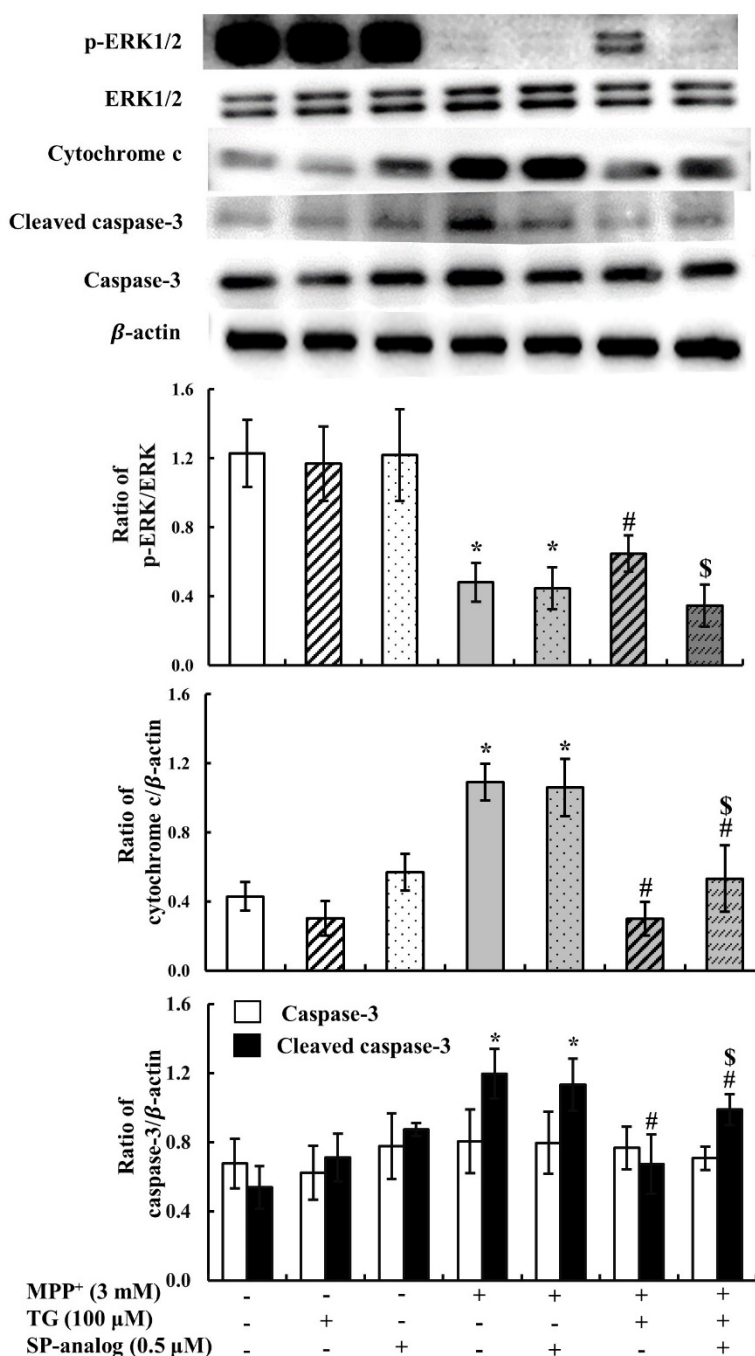 p-ERK1/2
ERK1/2
Cytochrome c
Cleaved caspase-3
Caspase-3
β-actin
Ratio of
p-ERK/ERK
1.6
1.2
0.8
0.4
0.0
* * # $
Ratio of
cytochrome c/β-actin
1.6
1.2
0.8
0.4
0.0
* * # $
#
Ratio of
caspase-3/β-actin
1.6
1.2
0.8
0.4
0.0
Caspase-3
Cleaved caspase-3
* * # $
#
MPP⁺ (3 mM) - - - + + + +
TG (100 μM) - + - - - + +
SP-analog (0.5 μM) - - + - + - +